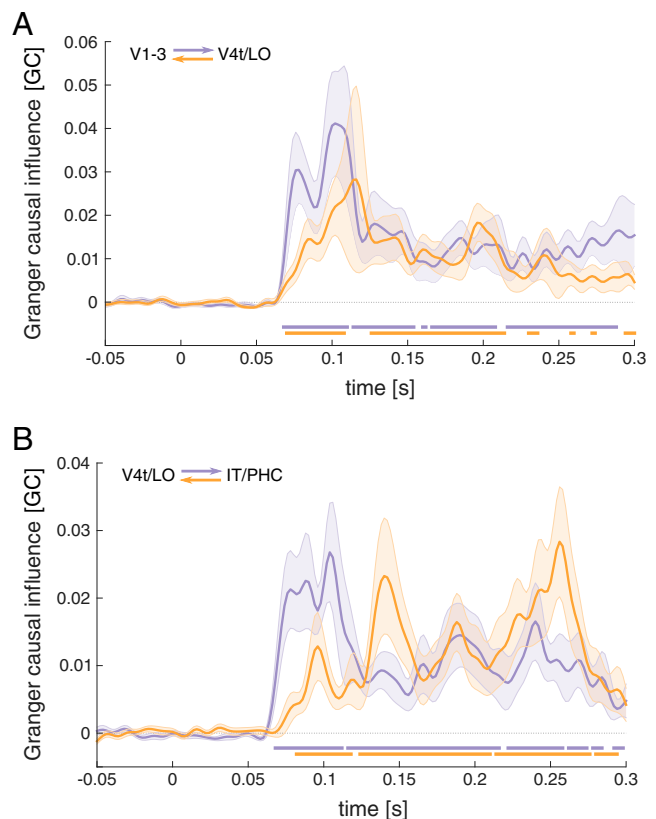 A
Granger causal influence [GC]
V1-3 V4t/LO
0.06
0.05
0.04
0.03
0.02
0.01
0
-0.05 0 0.05 0.1 0.15 0.2 0.25 0.3
time [s]
B
Granger causal influence [GC]
V4t/LO IT/PHC
0.04
0.03
0.02
0.01
0
-0.05 0 0.05 0.1 0.15 0.2 0.25 0.3
time [s]